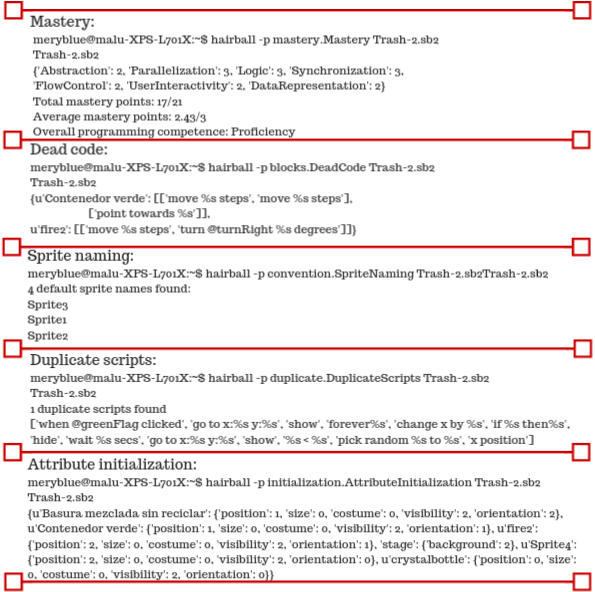 Mastery:
meryblue@malu-XPS-L701X:~$ hairball -p mastery.Mastery Trash-2.sb2
Trash-2.sb2
{'Abstraction': 2, 'Parallelization': 3, 'Logic': 3, 'Synchronization': 3,
'FlowControl': 2, 'UserInteractivity': 2, 'DataRepresentation': 2}
Total mastery points: 17/21
Average mastery points: 2.43/3
Overall programming competence: Proficiency
Dead code:
meryblue@malu-XPS-L701X:~$ hairball -p blocks.DeadCode Trash-2.sb2
Trash-2.sb2
{u'Contenedor verde': [['move %s steps', 'move %s steps'],
['point towards %s']],
u'fire2': [['move %s steps', 'turn @turnRight %s degrees']]}
Sprite naming:
meryblue@malu-XPS-L701X:~$ hairball -p convention.SpriteNaming Trash-2.sb2Trash-2.sb2
4 default sprite names found:
Sprite3
Sprite1
Sprite2
Duplicate scripts:
meryblue@malu-XPS-L701X:~$ hairball -p duplicate.DuplicateScripts Trash-2.sb2
Trash-2.sb2
1 duplicate scripts found
['when @greenFlag clicked', 'go to x:%s y:%s', 'show', 'forever%s', 'change x by %s', 'if %s then%s',
'hide', 'wait %s secs', 'go to x:%s y:%s', 'show', '%s < %s', 'pick random %s to %s', 'x position']
Attribute initialization:
meryblue@malu-XPS-L701X:~$ hairball -p initialization.AttributeInitialization Trash-2.sb2
Trash-2.sb2
{u'Basura mezclada sin reciclar': {'position': 1, 'size': 0, 'costume': 0, 'visibility': 2, 'orientation': 2},
u'Contenedor verde': {'position': 1, 'size': 0, 'costume': 0, 'visibility': 2, 'orientation': 1}, u'fire2':
{'position': 2, 'size': 0, 'costume': 0, 'visibility': 2, 'orientation': 1}, 'stage': {'background': 2}, u'Sprite4':
{'position': 2, 'size': 0, 'costume': 0, 'visibility': 2, 'orientation': 0}, u'crystalbottle': {'position': 0, 'size':
0, 'costume': 0, 'visibility': 2, 'orientation': 0}}